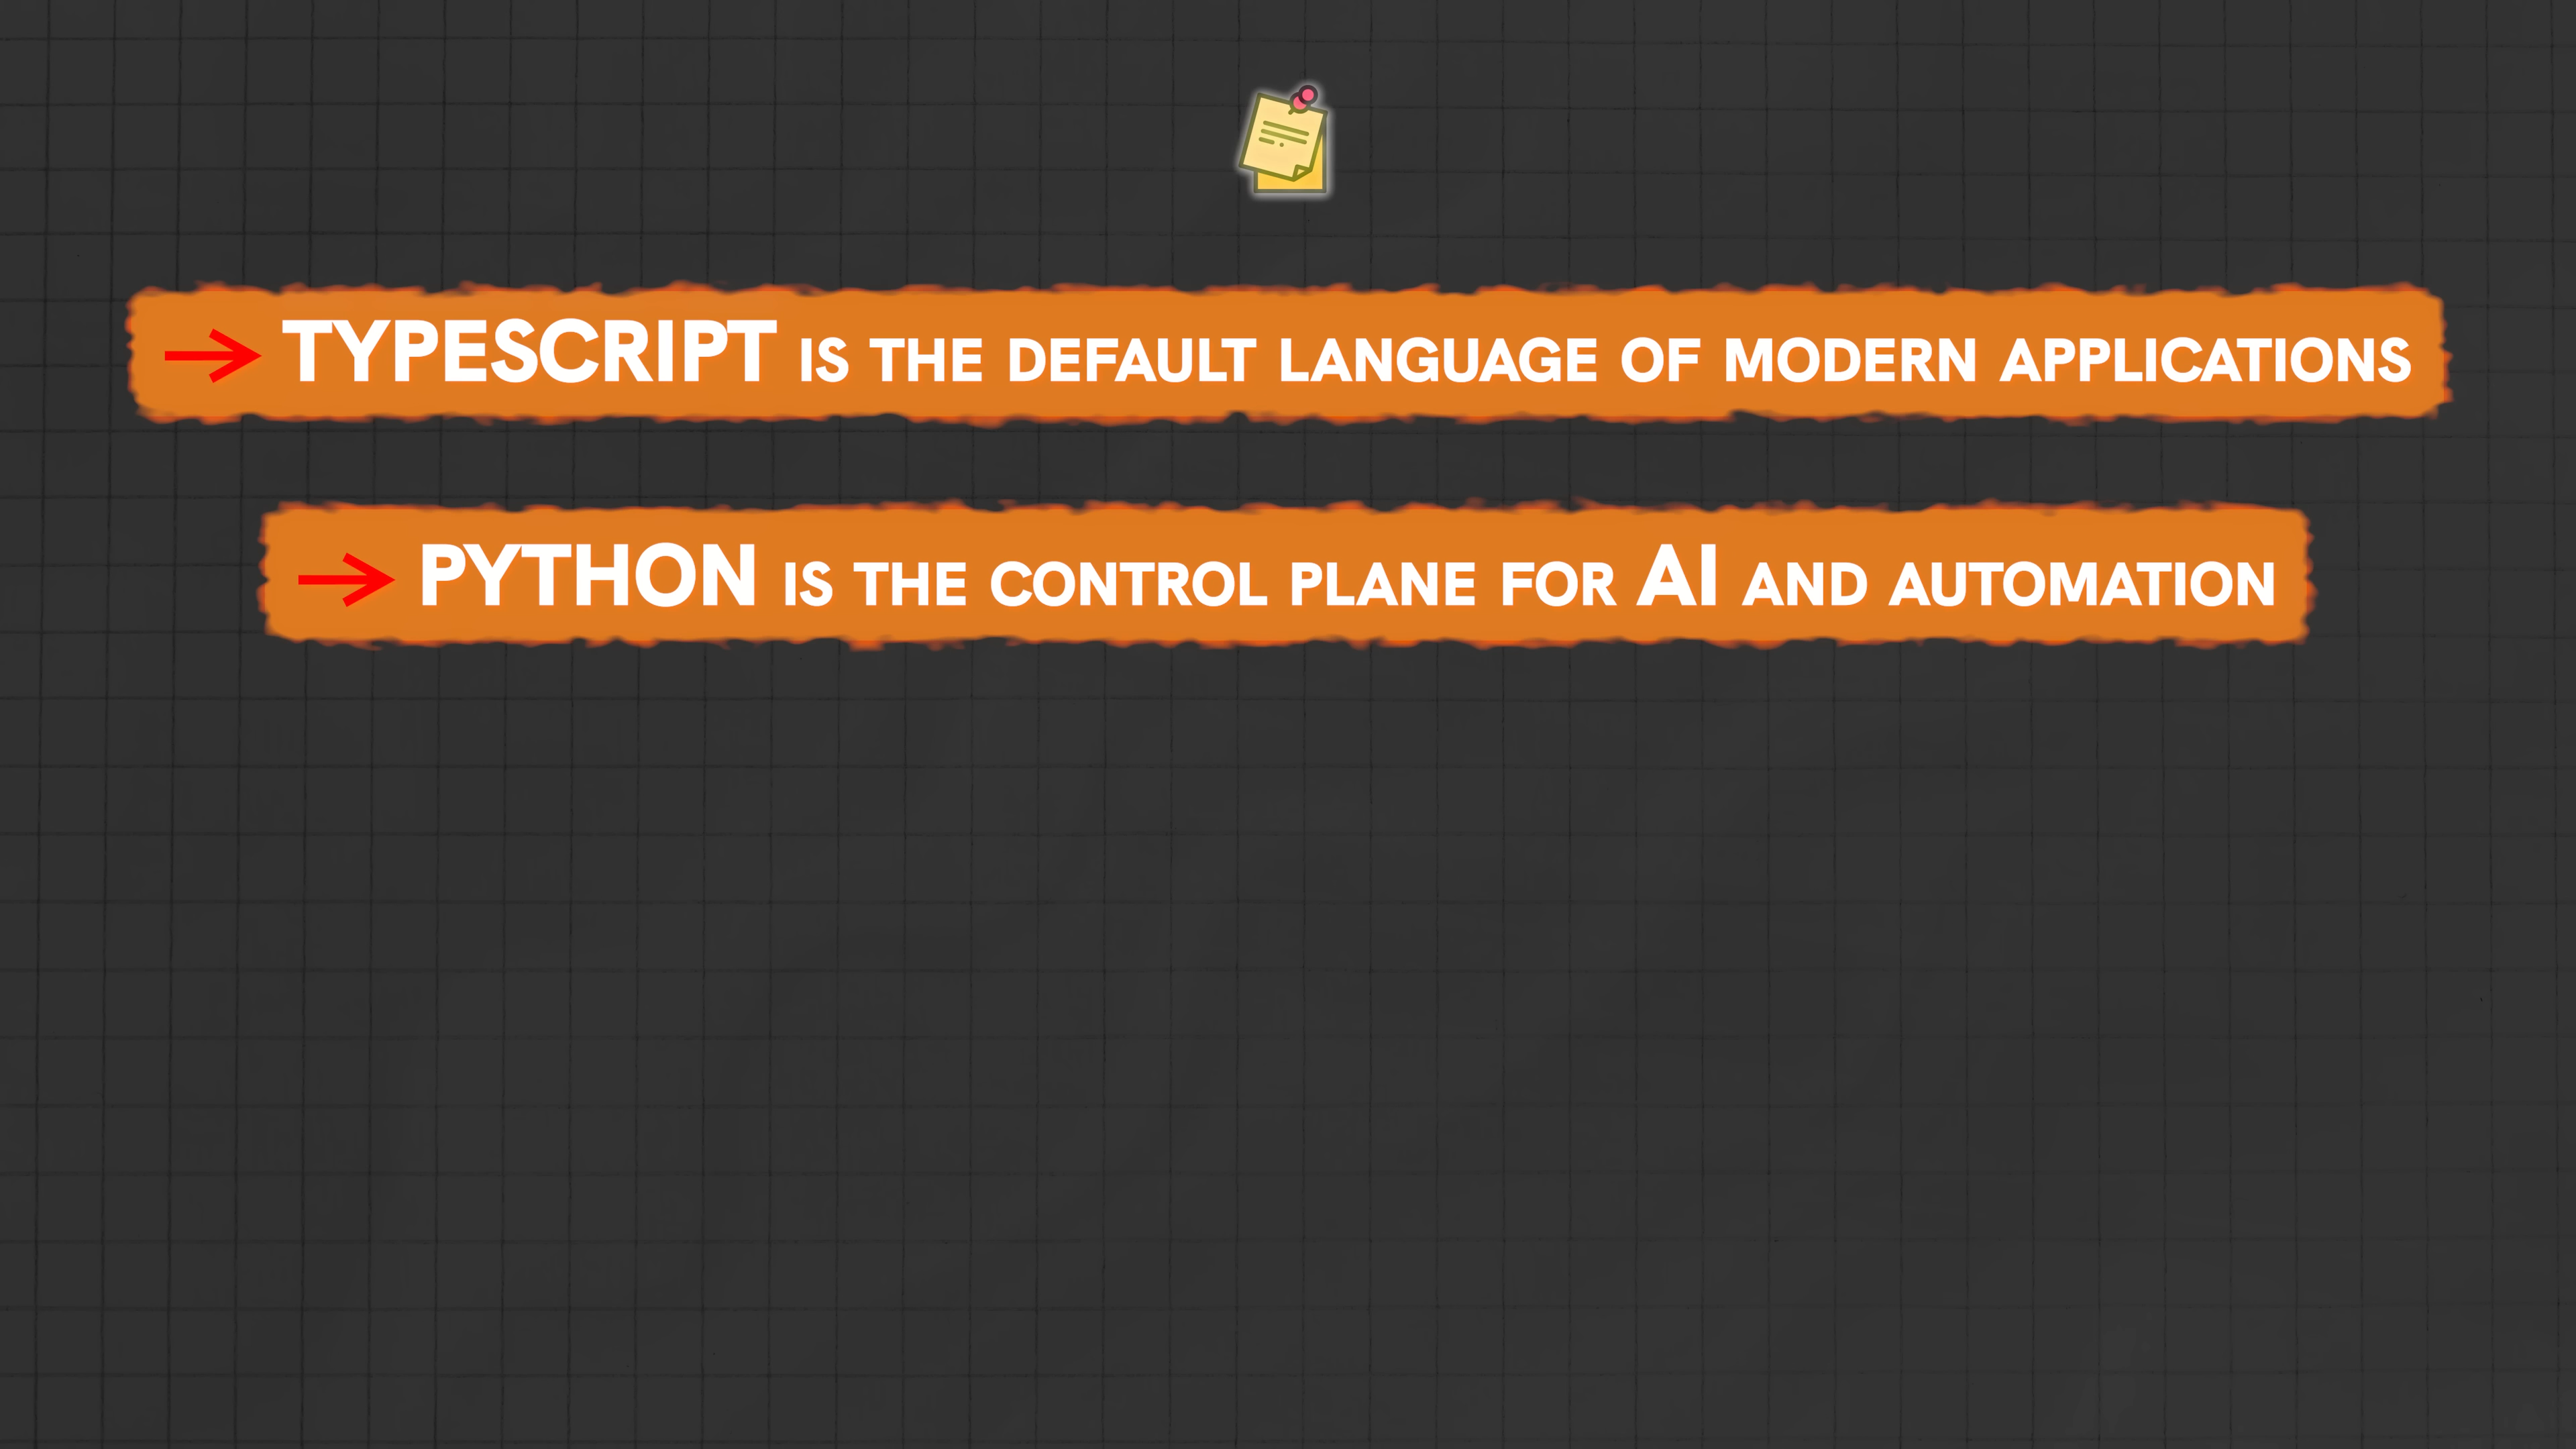 → TYPESCRIPT IS THE DEFAULT LANGUAGE OF MODERN APPLICATIONS
→ PYTHON IS THE CONTROL PLANE FOR AI AND AUTOMATION